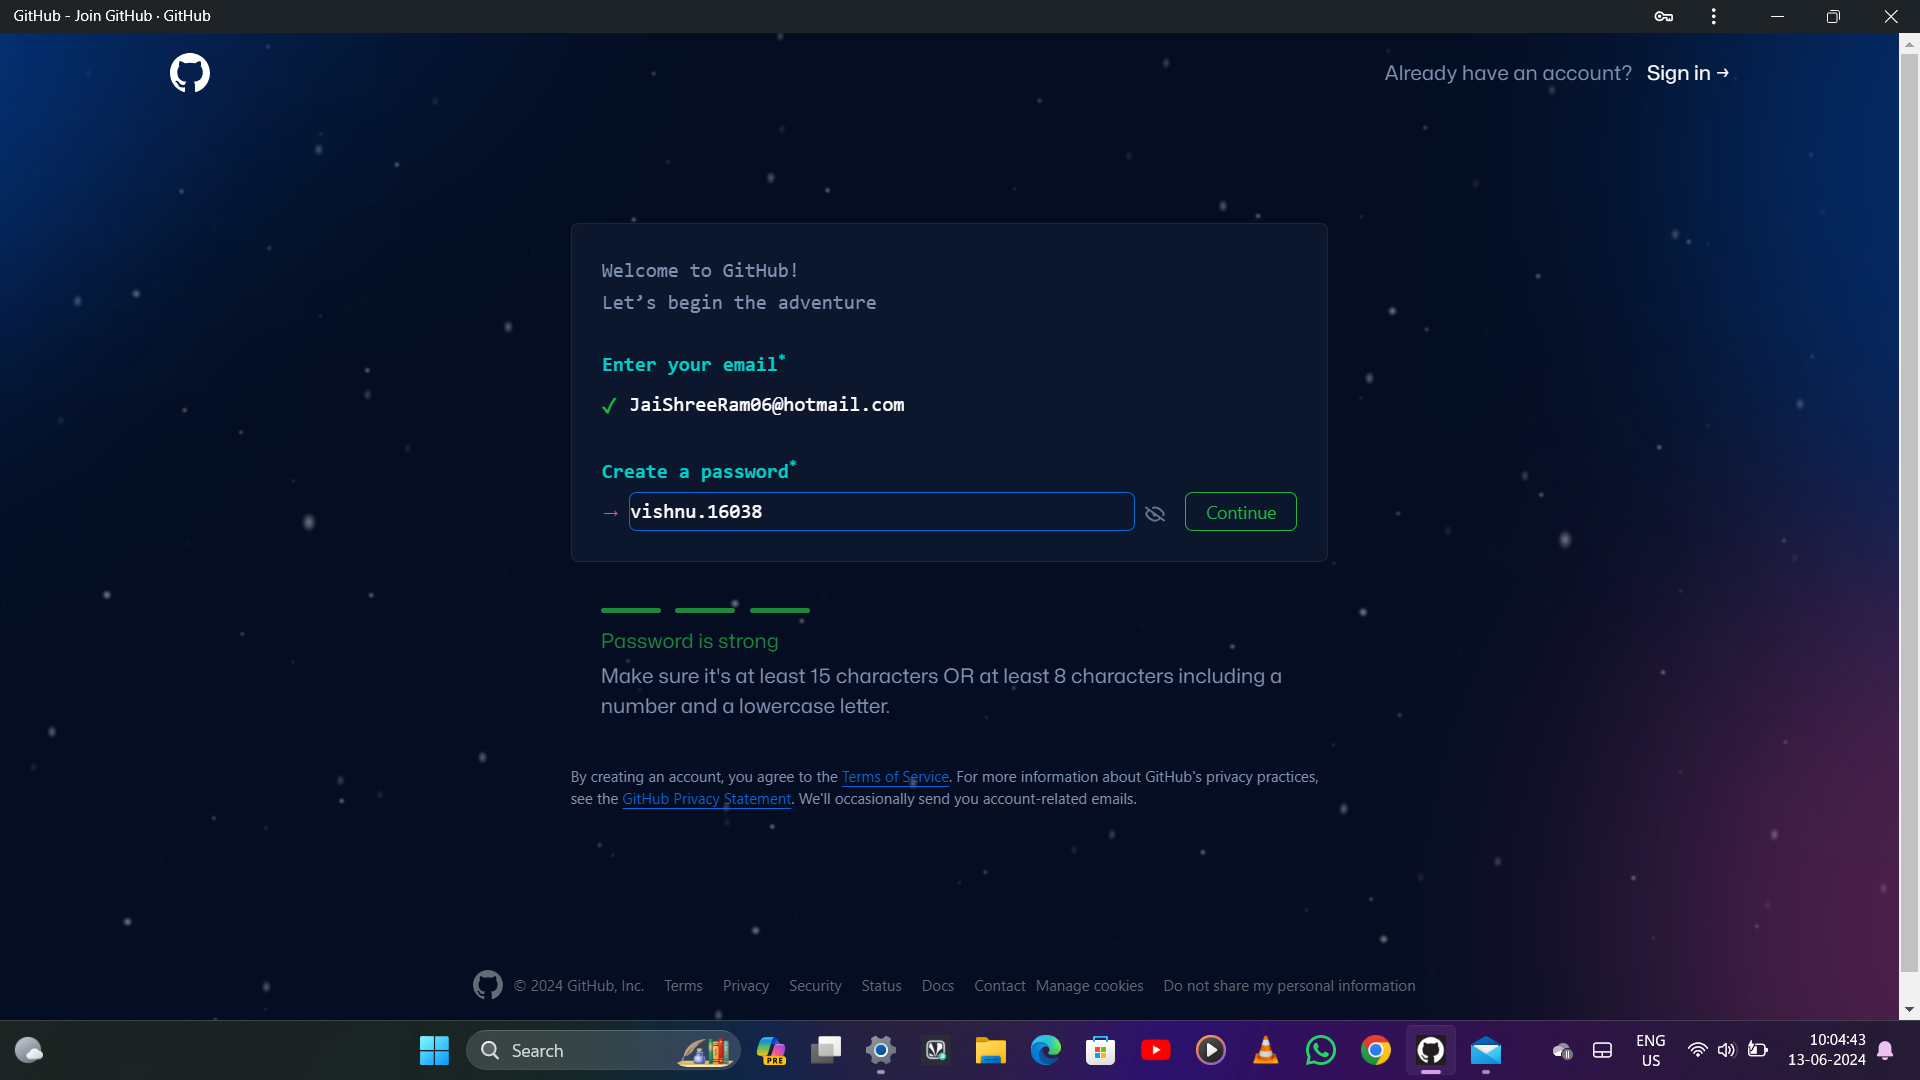 GitHub - Join GitHub · GitHub
Already have an account? Sign in →
Welcome to GitHub!
Let’s begin the adventure
Enter your email*
✓ JaiShreeRam06@hotmail.com
Create a password*
→ vishnu.16038
Continue
Password is strong
Make sure it's at least 15 characters OR at least 8 characters including a
number and a lowercase letter.
By creating an account, you agree to the Terms of Service. For more information about GitHub's privacy practices,
see the GitHub Privacy Statement. We'll occasionally send you account-related emails.
© 2024 GitHub, Inc. Terms Privacy Security Status Docs Contact Manage cookies Do not share my personal information
Search
PRE
ENG
US
10:04:43
13-06-2024